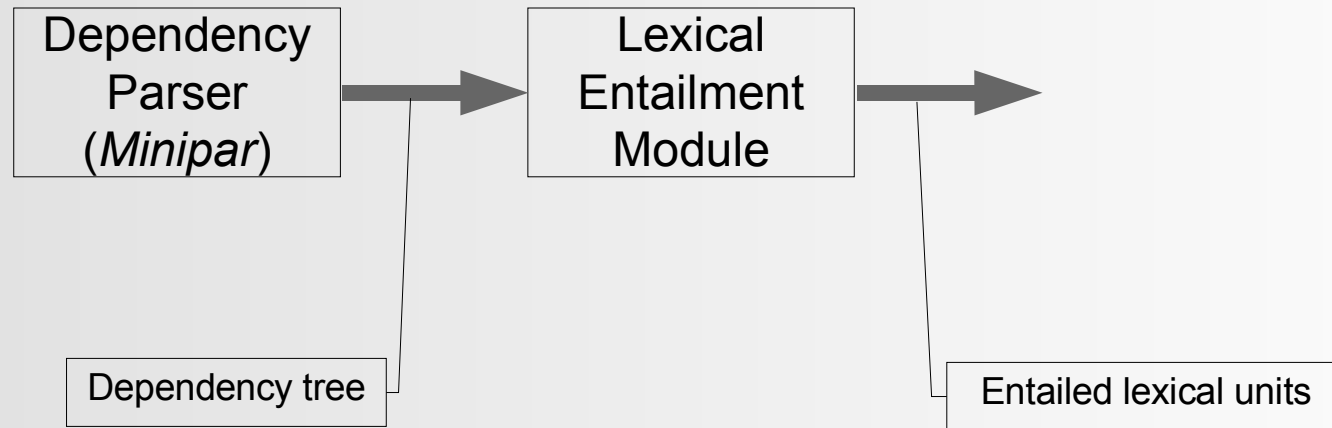 Dependency
Parser
(Minipar)
Lexical
Entailment
Module
Dependency tree
Entailed lexical units